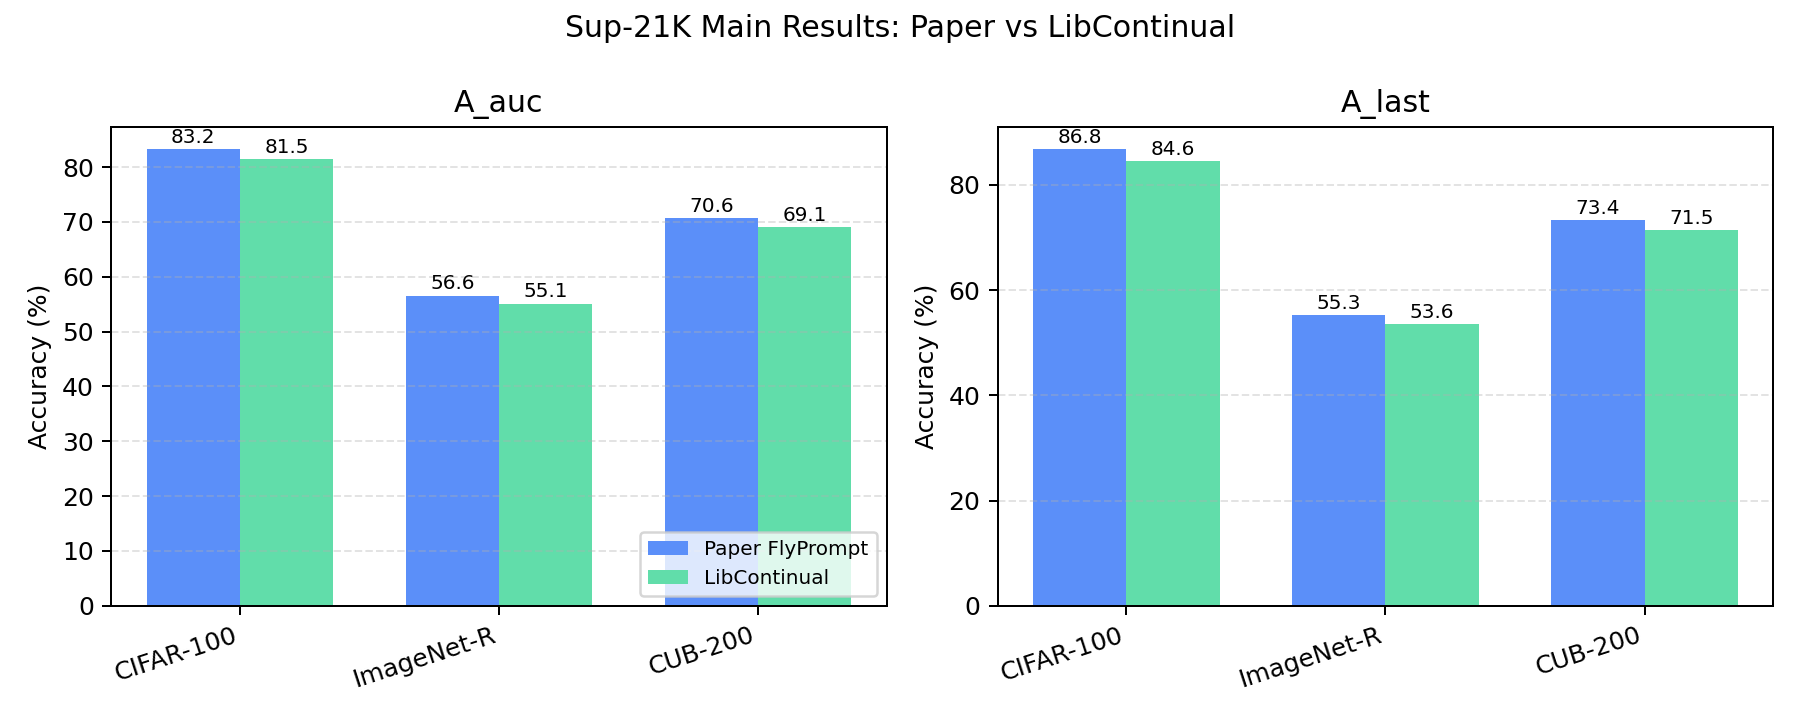 Sup-21K Main Results: Paper vs LibContinual
A_auc
Accuracy (%)
80
70
60
50
40
30
20
10
0
83.2
81.5
56.6
55.1
70.6
69.1
Paper FlyPrompt
LibContinual
CIFAR-100
ImageNet-R
CUB-200
A_last
Accuracy (%)
80
60
40
20
0
86.8
84.6
55.3
53.6
73.4
71.5
CIFAR-100
ImageNet-R
CUB-200